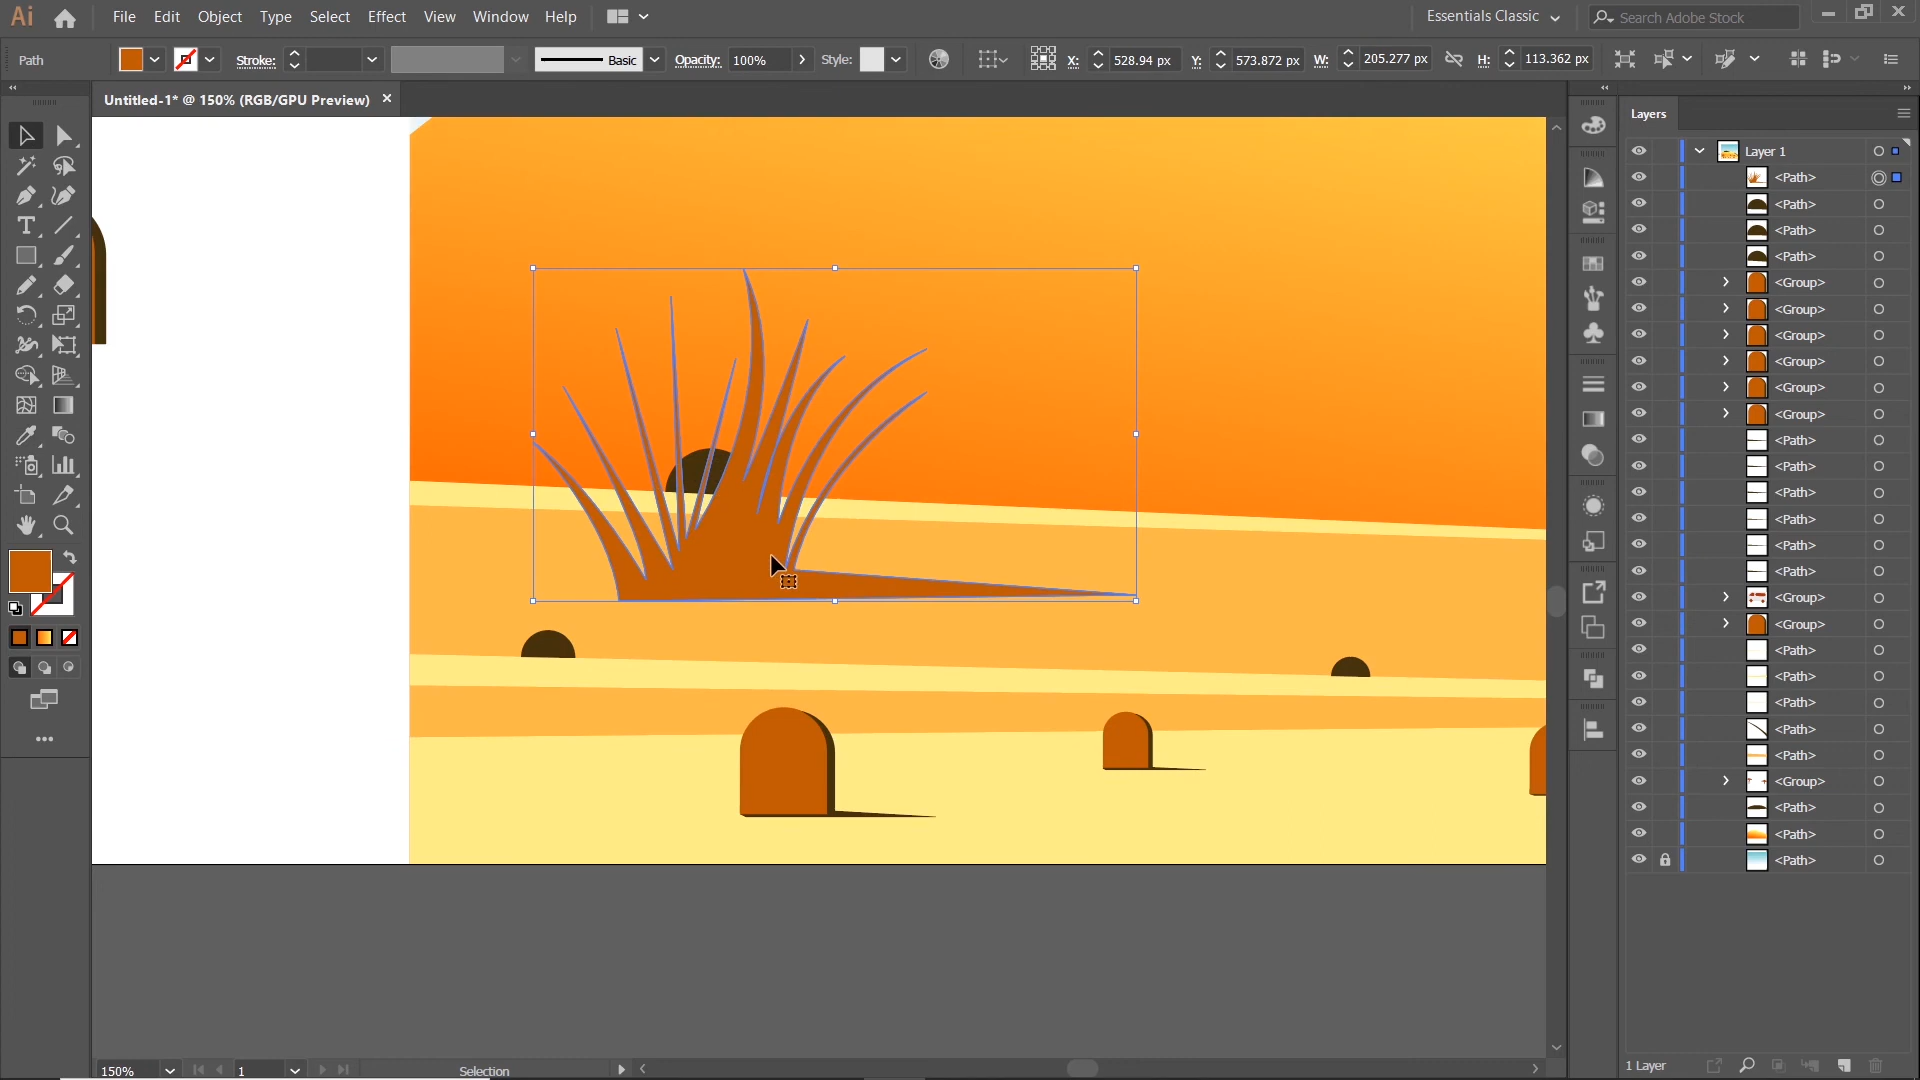 Ai File Edit Object Type Select Effect View Window Help Essentials Classic Search Adobe Stock
Path Stroke: Basic Opacity: 100% Style: X: 528.94 px Y: 573.872 px W: 205.277 px H: 113.362 px
Untitled-1* @ 150% (RGB/GPU Preview)
Layers
Layer 1
<Path>
<Path>
<Path>
<Path>
<Group>
<Group>
<Group>
<Group>
<Group>
<Group>
<Path>
<Path>
<Path>
<Path>
<Path>
<Path>
<Group>
<Group>
<Path>
<Path>
<Path>
<Path>
<Path>
<Group>
<Path>
<Path>
<Path>
1 Layer
150% 1 Selection